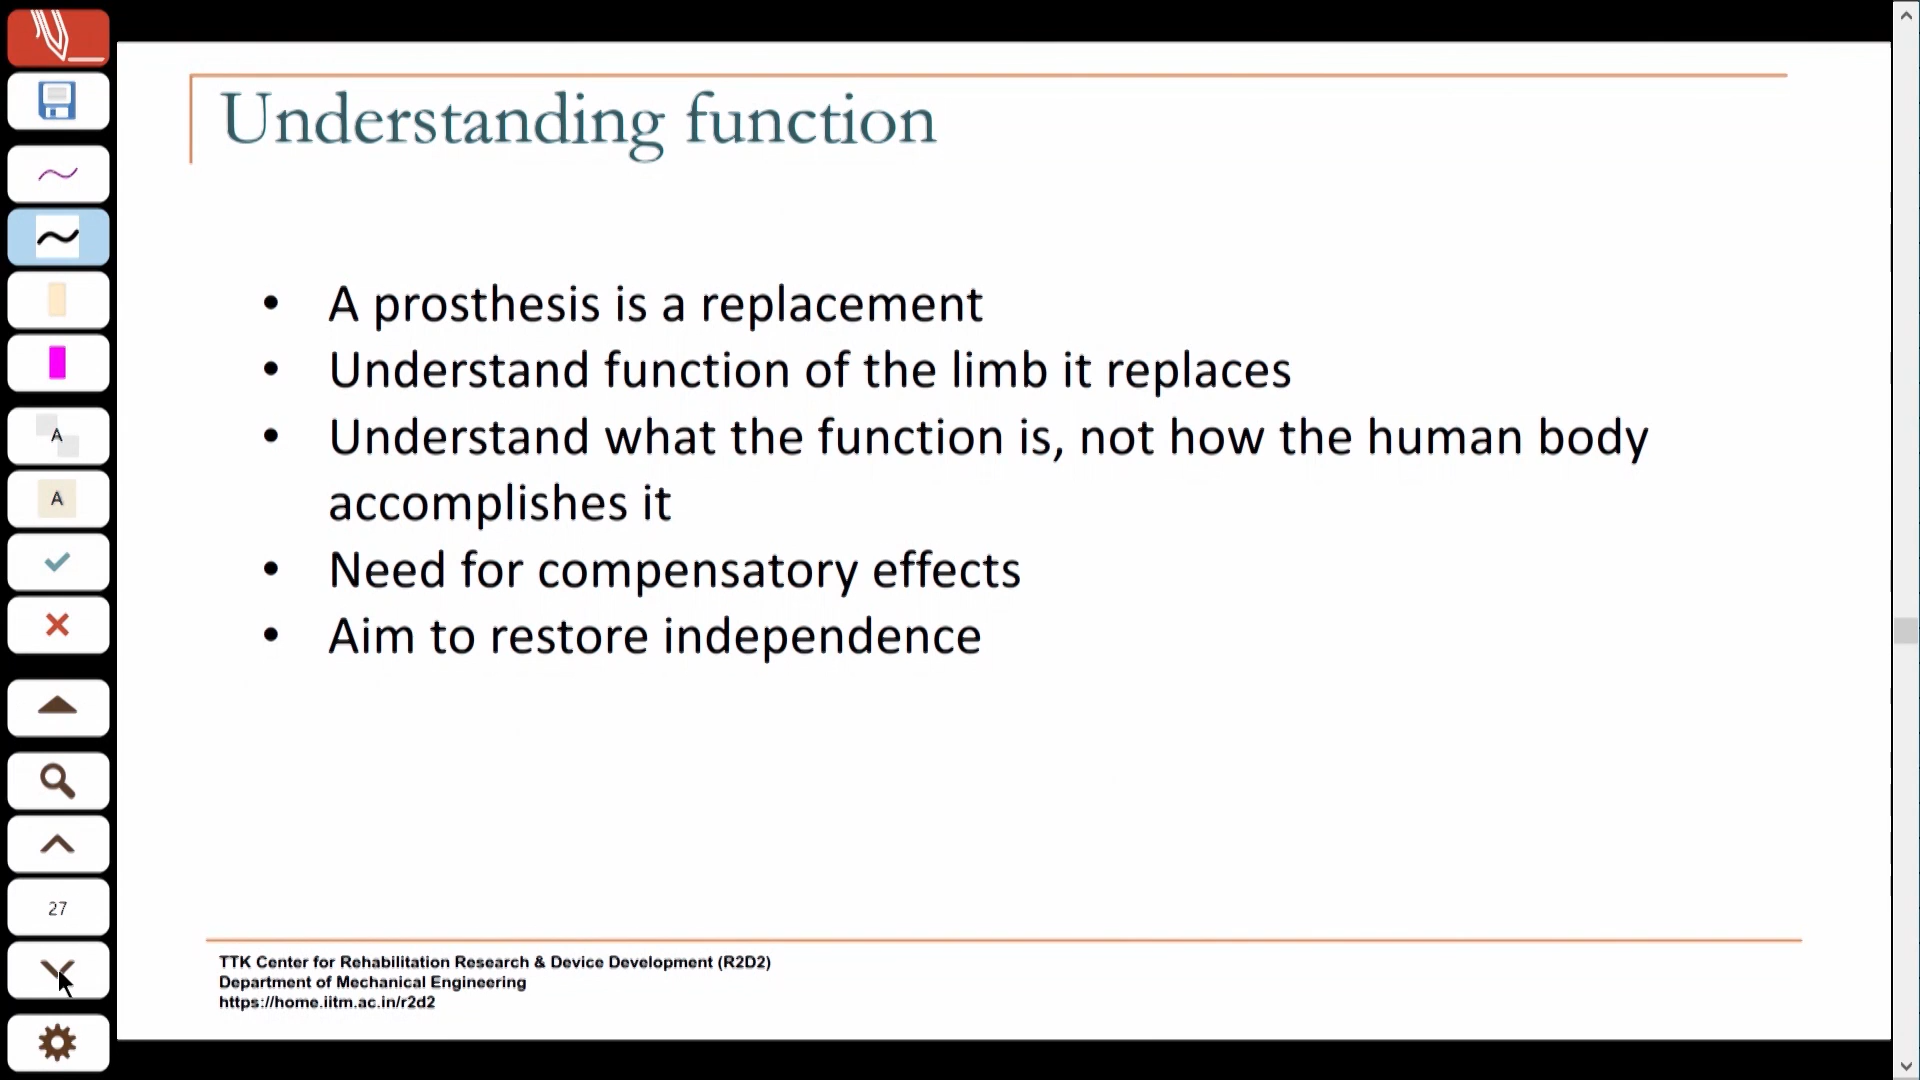 Understanding function
• A prosthesis is a replacement
• Understand function of the limb it replaces
• Understand what the function is, not how the human body
accomplishes it
• Need for compensatory effects
• Aim to restore independence
A
A
27
TTK Center for Rehabilitation Research & Device Development (R2D2)
Department of Mechanical Engineering
https://home.iitm.ac.in/r2d2